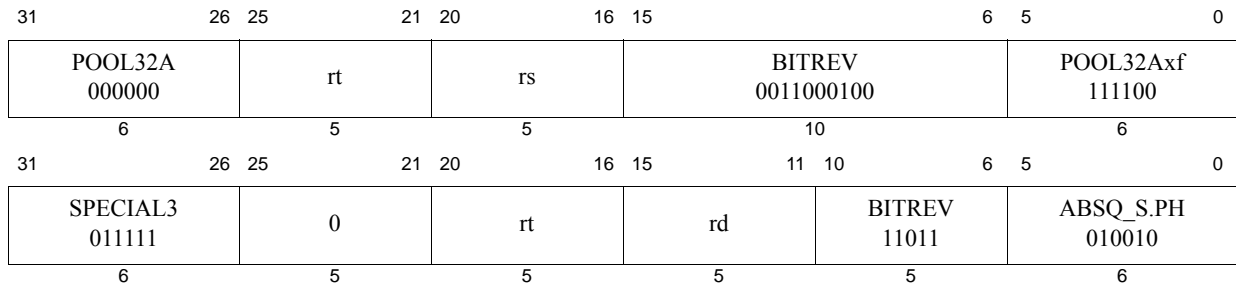 31 26 25 21 20 16 15 6 5 0
POOL32A rt rs BITREV POOL32Axf
000000 0011000100 111100
6 5 5 10 6
31 26 25 21 20 16 15 11 10 6 5 0
SPECIAL3 0 rt rd BITREV ABSQ_S.PH
011111 11011 010010
6 5 5 5 5 6